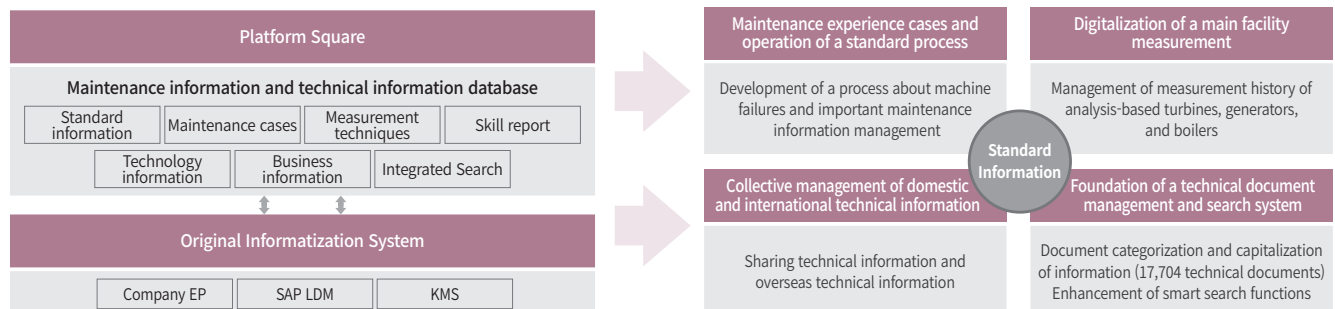 Platform Square
Maintenance information and technical information database
Standard
information
Maintenance cases
Measurement
techniques
Skill report
Technology
information
Business
information
Integrated Search
Original Informatization System
Company EP
SAP LDM
KMS
Maintenance experience cases and
operation of a standard process
Development of a process about machine
failures and important maintenance
information management
Digitalization of a main facility
measurement
Management of measurement history of
analysis-based turbines, generators,
and boilers
Standard
Information
Collective management of domestic
and international technical information
Sharing technical information and
overseas technical information
Foundation of a technical document
management and search system
Document categorization and capitalization
of information (17,704 technical documents)
Enhancement of smart search functions